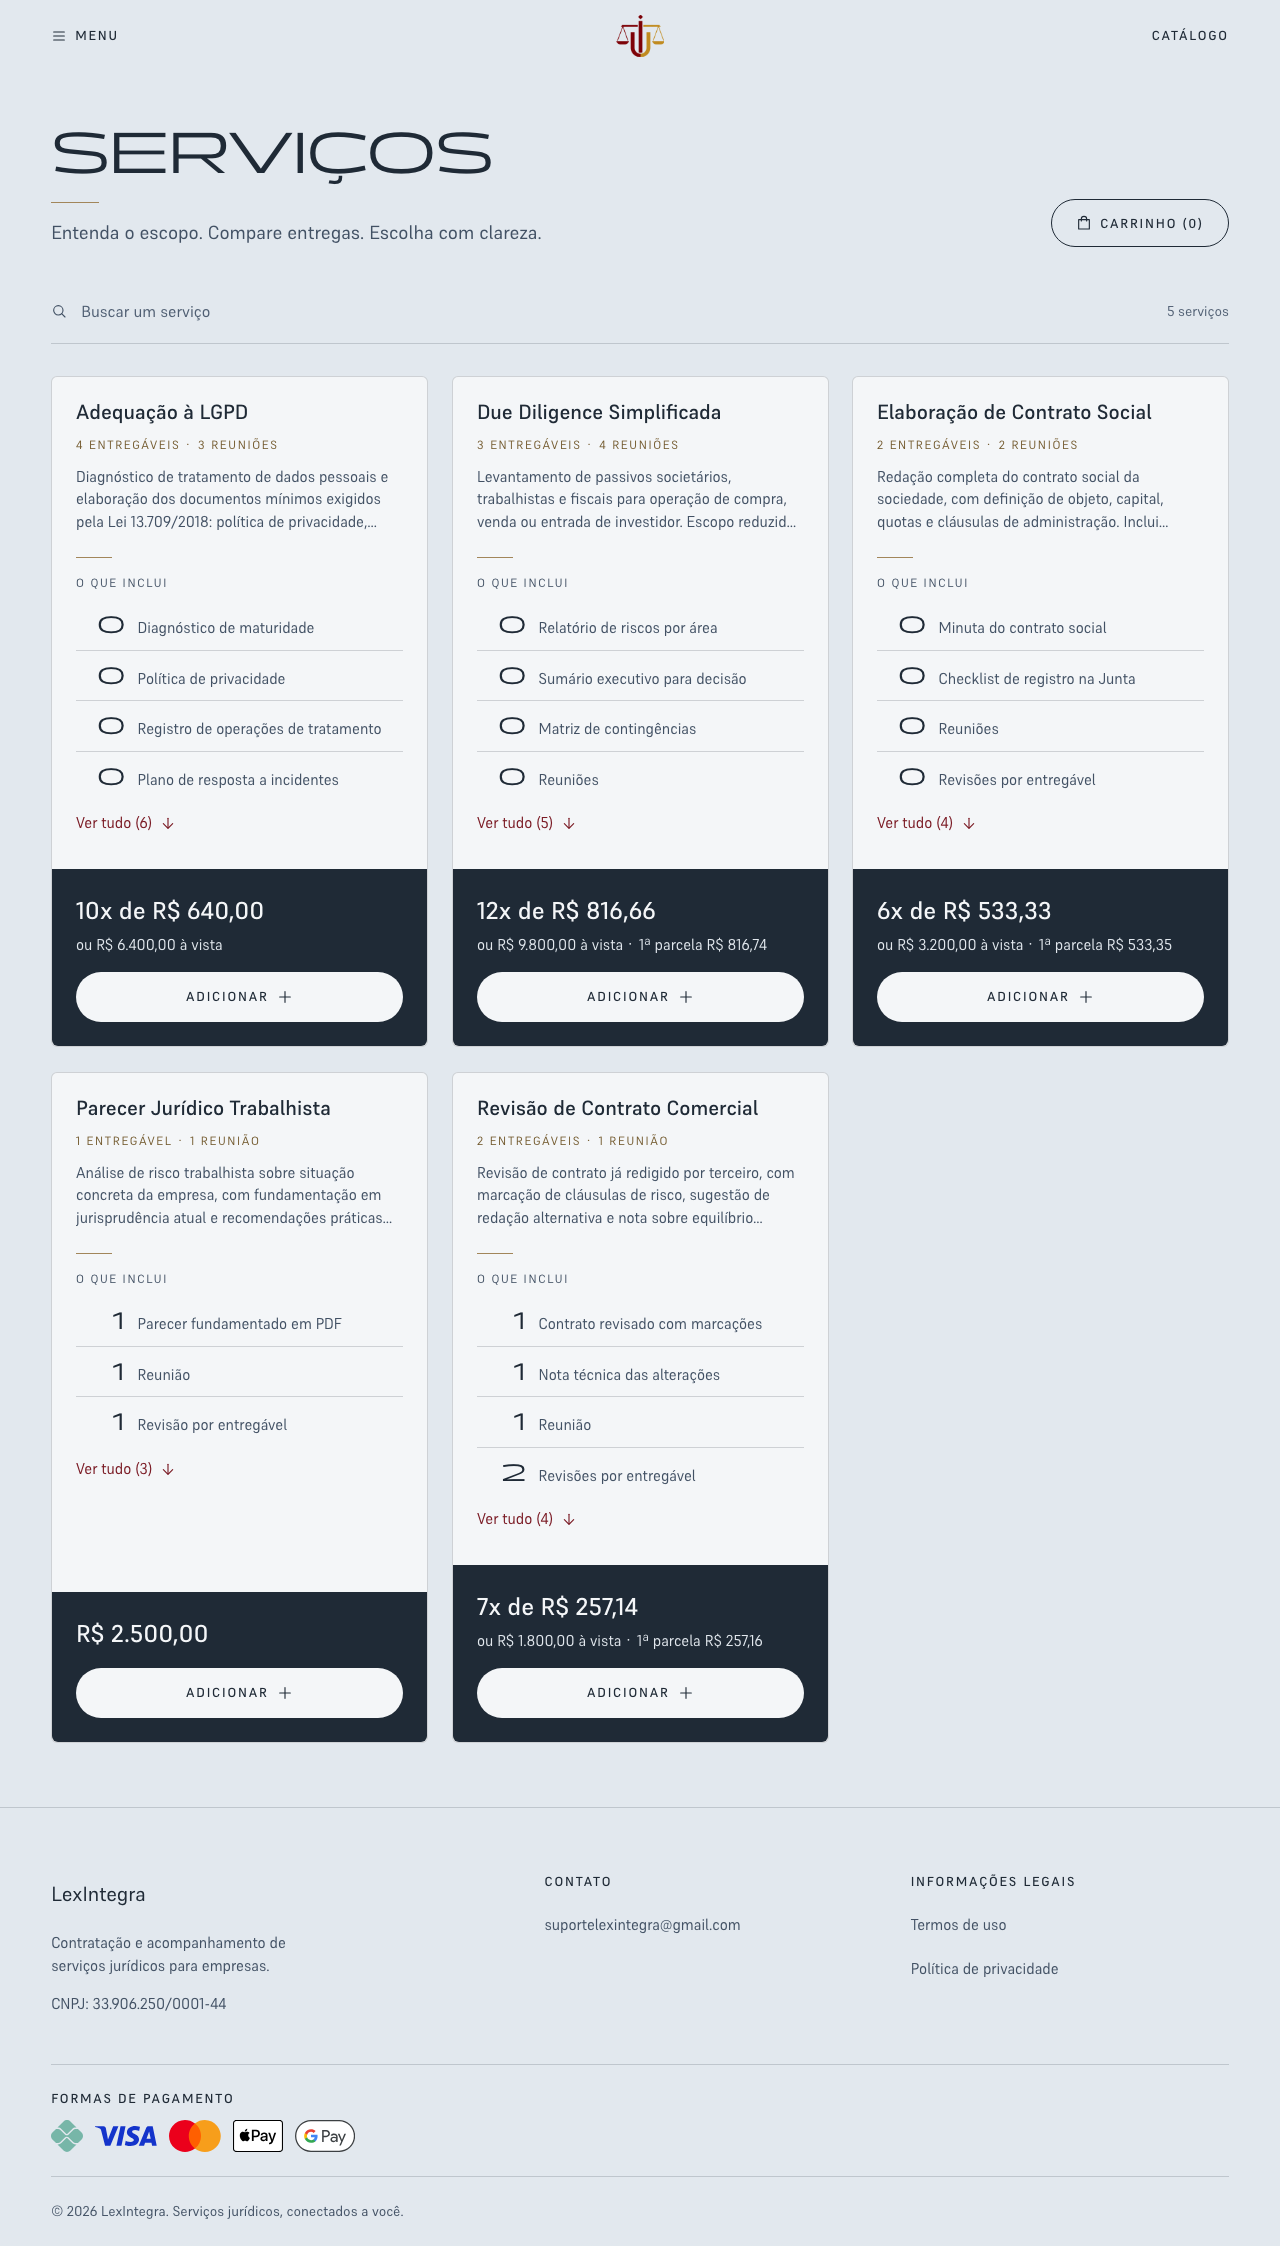 MENU
CATÁLOGO
SERVIÇOS
Entenda o escopo. Compare entregas. Escolha com clareza.
CARRINHO (0)
Buscar um serviço
5 serviços
Adequação à LGPD
4 ENTREGÁVEIS · 3 REUNIÕES
Diagnóstico de tratamento de dados pessoais e
elaboração dos documentos mínimos exigidos
pela Lei 13.709/2018: política de privacidade,...
O QUE INCLUI
0 Diagnóstico de maturidade
0 Política de privacidade
0 Registro de operações de tratamento
0 Plano de resposta a incidentes
Ver tudo (6)
10x de R$ 640,00
ou R$ 6.400,00 à vista
ADICIONAR
Due Diligence Simplificada
3 ENTREGÁVEIS · 4 REUNIÕES
Levantamento de passivos societários,
trabalhistas e fiscais para operação de compra,
venda ou entrada de investidor. Escopo reduzid...
O QUE INCLUI
0 Relatório de riscos por área
0 Sumário executivo para decisão
0 Matriz de contingências
0 Reuniões
Ver tudo (5)
12x de R$ 816,66
ou R$ 9.800,00 à vista · 1ª parcela R$ 816,74
ADICIONAR
Elaboração de Contrato Social
2 ENTREGÁVEIS · 2 REUNIÕES
Redação completa do contrato social da
sociedade, com definição de objeto, capital,
quotas e cláusulas de administração. Inclui...
O QUE INCLUI
0 Minuta do contrato social
0 Checklist de registro na Junta
0 Reuniões
0 Revisões por entregável
Ver tudo (4)
6x de R$ 533,33
ou R$ 3.200,00 à vista · 1ª parcela R$ 533,35
ADICIONAR
Parecer Jurídico Trabalhista
1 ENTREGÁVEL · 1 REUNIÃO
Análise de risco trabalhista sobre situação
concreta da empresa, com fundamentação em
jurisprudência atual e recomendações práticas...
O QUE INCLUI
1 Parecer fundamentado em PDF
1 Reunião
1 Revisão por entregável
Ver tudo (3)
R$ 2.500,00
ADICIONAR
Revisão de Contrato Comercial
2 ENTREGÁVEIS · 1 REUNIÃO
Revisão de contrato já redigido por terceiro, com
marcação de cláusulas de risco, sugestão de
redação alternativa e nota sobre equilíbrio...
O QUE INCLUI
1 Contrato revisado com marcações
1 Nota técnica das alterações
1 Reunião
2 Revisões por entregável
Ver tudo (4)
7x de R$ 257,14
ou R$ 1.800,00 à vista · 1ª parcela R$ 257,16
ADICIONAR
LexIntegra
Contratação e acompanhamento de
serviços jurídicos para empresas.
CNPJ: 33.906.250/0001-44
CONTATO
suportelexintegra@gmail.com
INFORMAÇÕES LEGAIS
Termos de uso
Política de privacidade
FORMAS DE PAGAMENTO
VISA
Pay
G Pay
© 2026 LexIntegra. Serviços jurídicos, conectados a você.